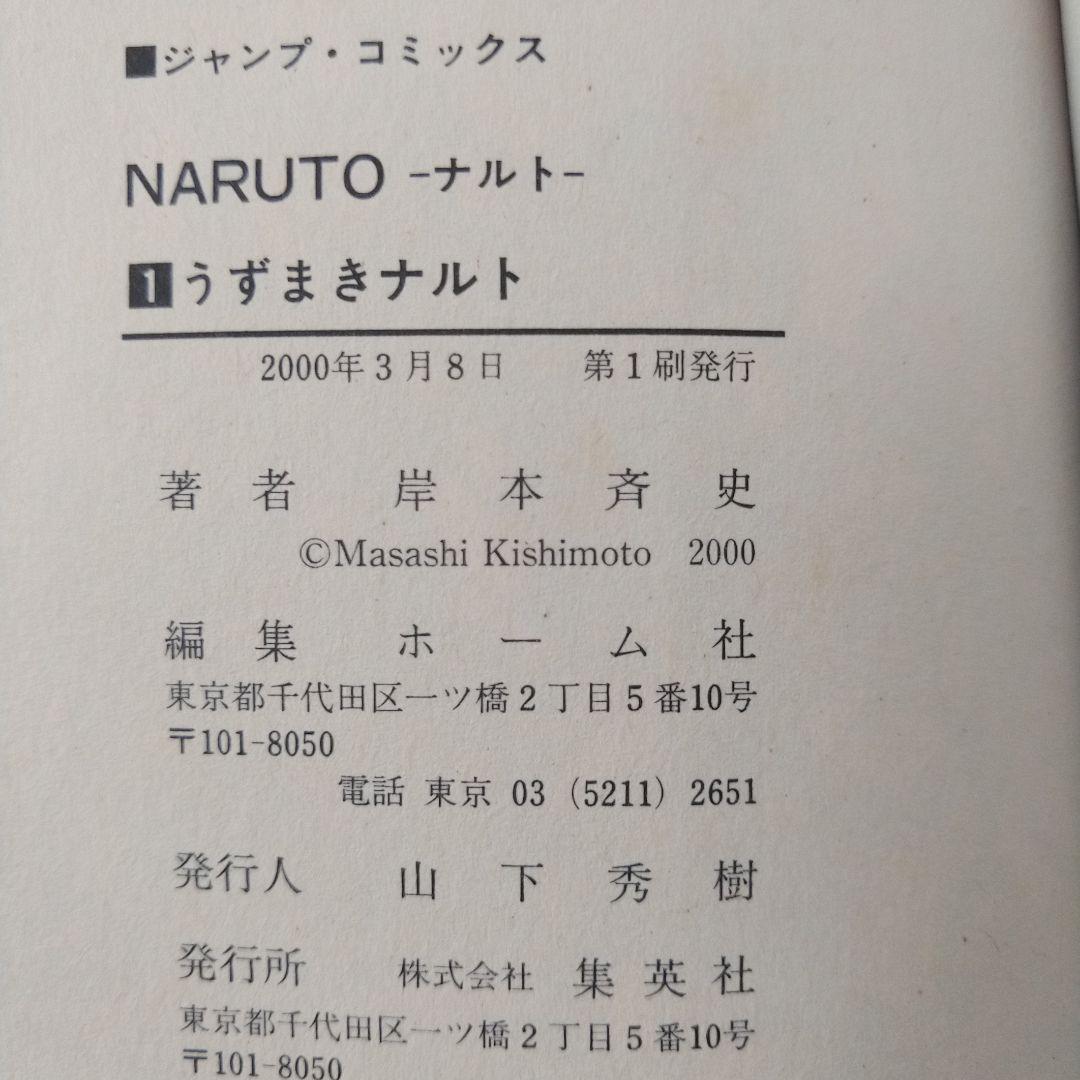 ■ジャンプ・コミックス
NARUTO -ナルト-
1 うずまきナルト
2000年3月8日 第1刷発行
著者 岸本斉史
©Masashi Kishimoto 2000
編集 ホーム社
東京都千代田区一ツ橋2丁目5番10号
〒101-8050
電話 東京 03 (5211) 2651
発行人 山下秀樹
発行所 株式会社 集英社
東京都千代田区一ツ橋2丁目5番10号
〒101-8050